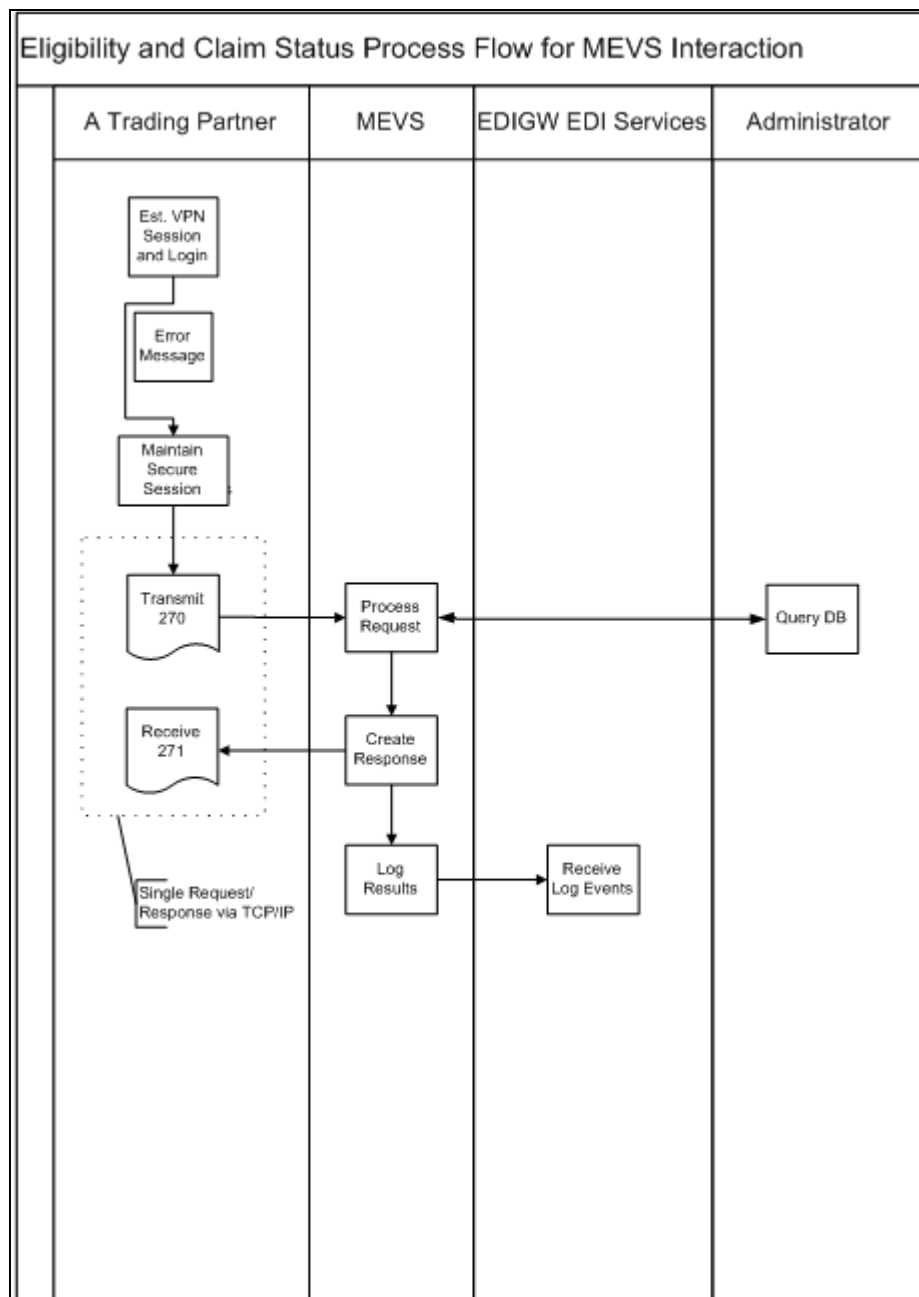 Eligibility and Claim Status Process Flow for MEVS Interaction
A Trading Partner
MEVS
EDIGW EDI Services
Administrator
Est. VPN
Session
and Login
Error
Message
Maintain
Secure
Session
Transmit
270
Process
Request
Query DB
Receive
271
Create
Response
Log
Results
Receive
Log Events
Single Request/
Response via TCP/IP